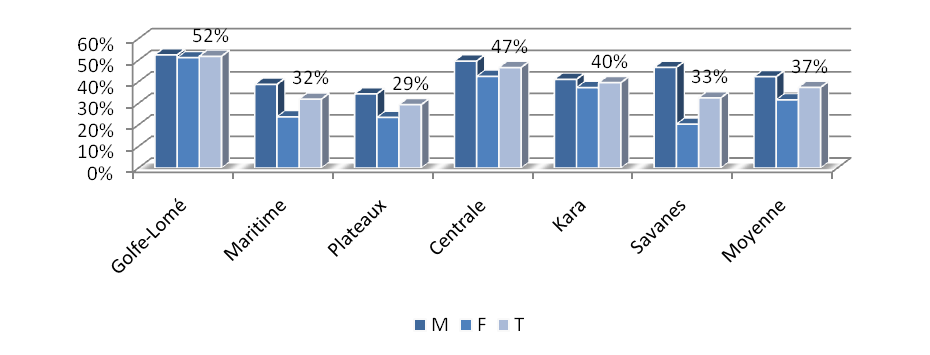 60%
50%
40%
30%
20%
10%
0%
52%
32%
29%
47%
40%
33%
37%
Golfe-Lomé
Maritime
Plateaux
Centrale
Kara
Savanes
Moyenne
M F T